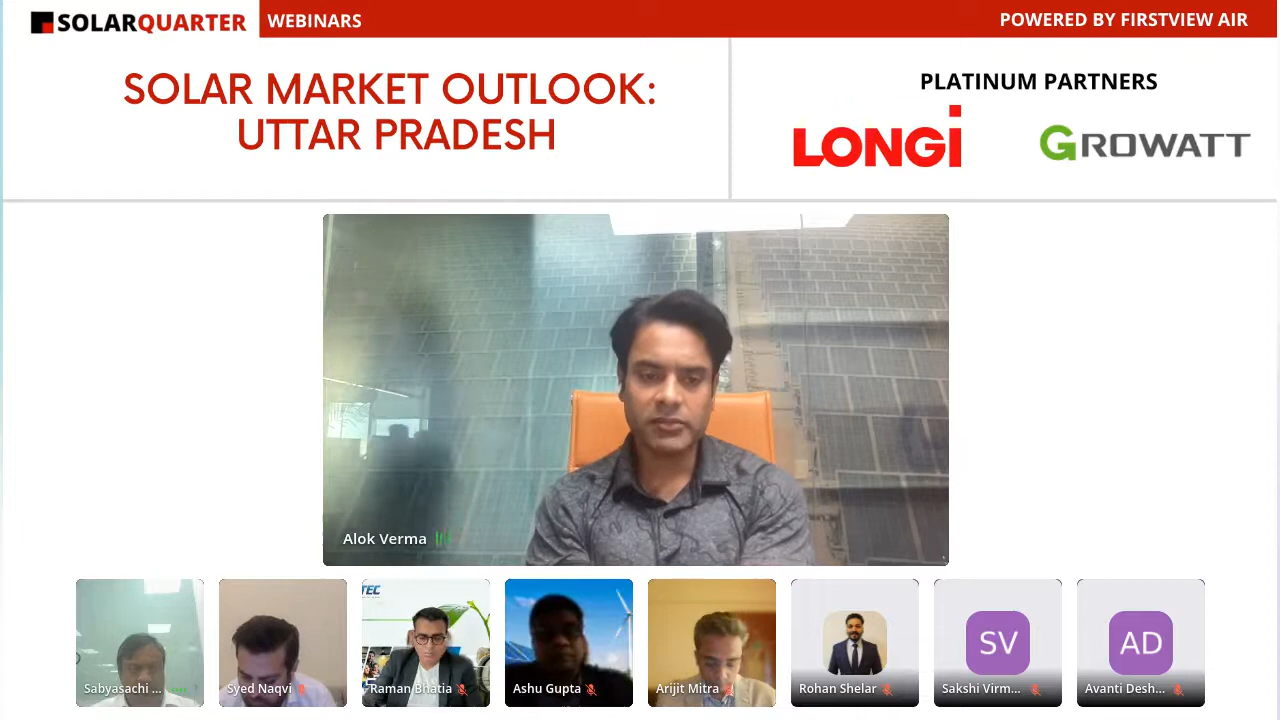 SOLARQUARTER WEBINARS
POWERED BY FIRSTVIEW AIR
SOLAR MARKET OUTLOOK:
UTTAR PRADESH
PLATINUM PARTNERS
LONGi
GROWATT
Alok Verma
TEC
Sabyasachi ...
Syed Naqvi
Raman Bhatia
Ashu Gupta
Arijit Mitra
Rohan Shelar
SV
Sakshi Virm...
AD
Avanti Desh...